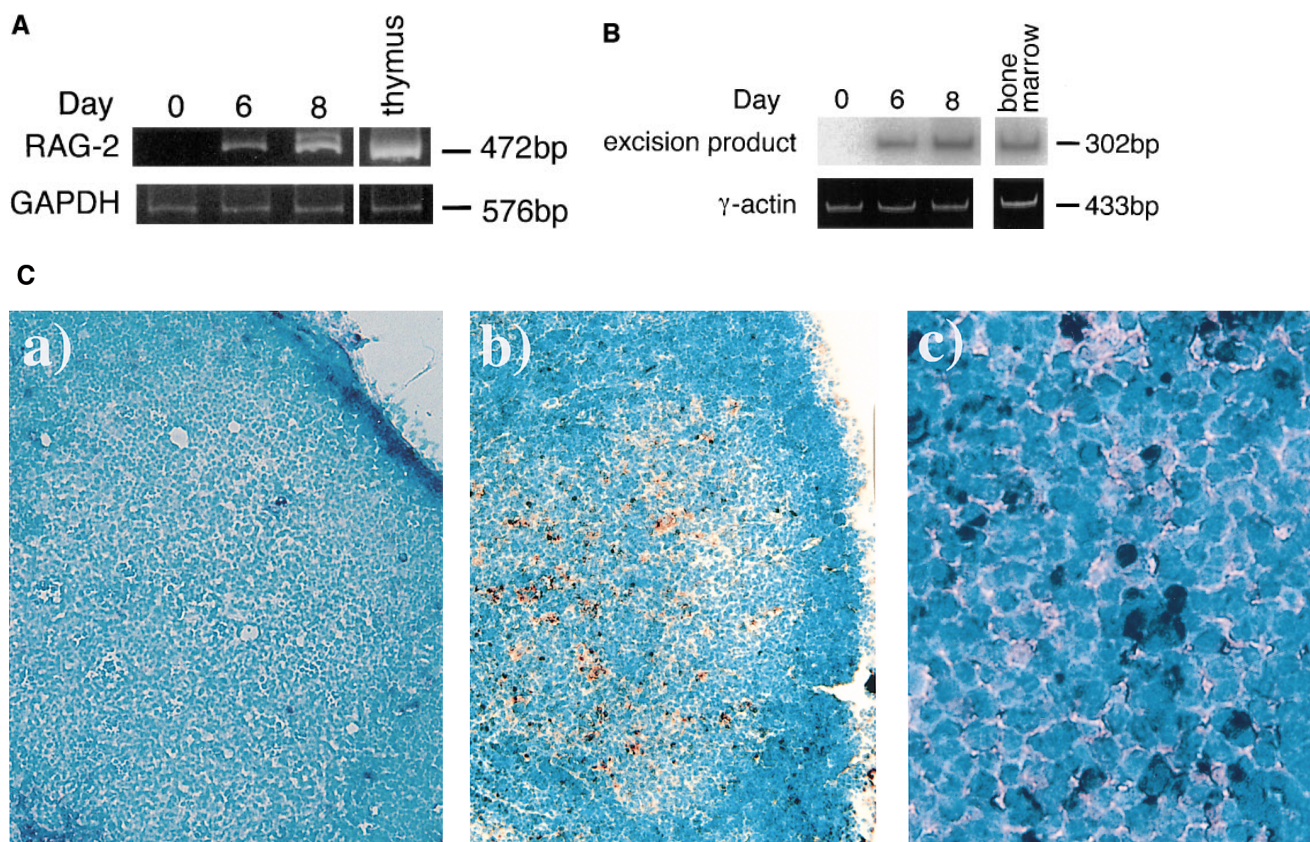 A
Day 0 6 8 thymus
RAG-2 472bp
GAPDH 576bp
B
Day 0 6 8 bone marrow
excision product 302bp
γ-actin 433bp
C
a) b) c)